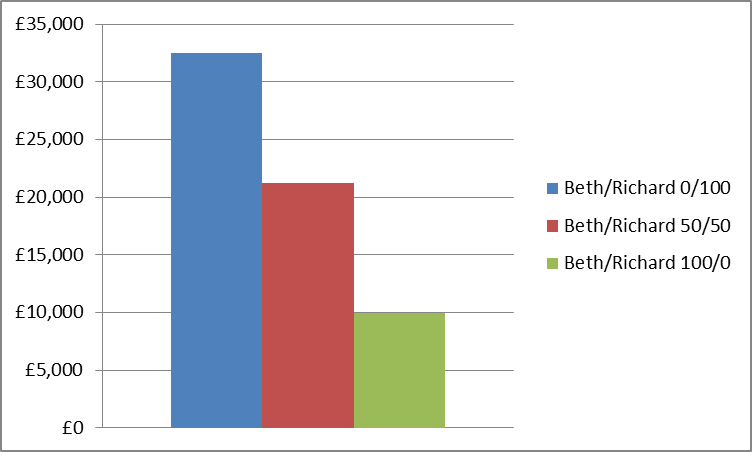 £35,000
£30,000
£25,000
£20,000
£15,000
£10,000
£5,000
£0
Beth/Richard 0/100
Beth/Richard 50/50
Beth/Richard 100/0